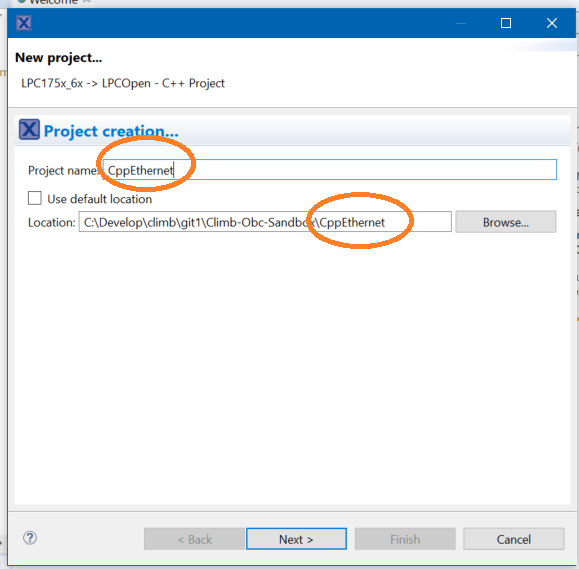 Welcome
New project...
LPC175x_6x -> LPCOpen - C++ Project
Project creation...
Project name: CppEthernet
Use default location
Location: C:\Develop\climb\git1\Climb-Obc-Sandbox\CppEthernet Browse...
< Back Next > Finish Cancel